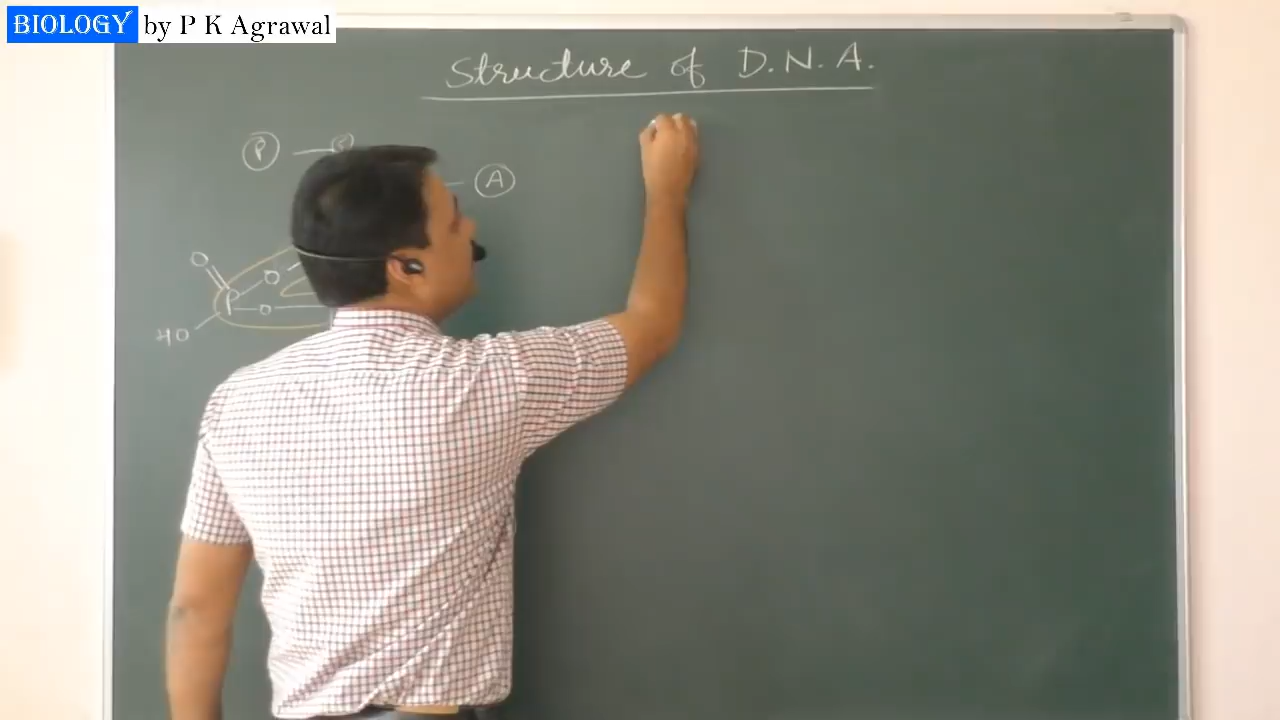 BIOLOGY by P K Agrawal
Structure of D.N.A.
P
A
O
O
P O
HO